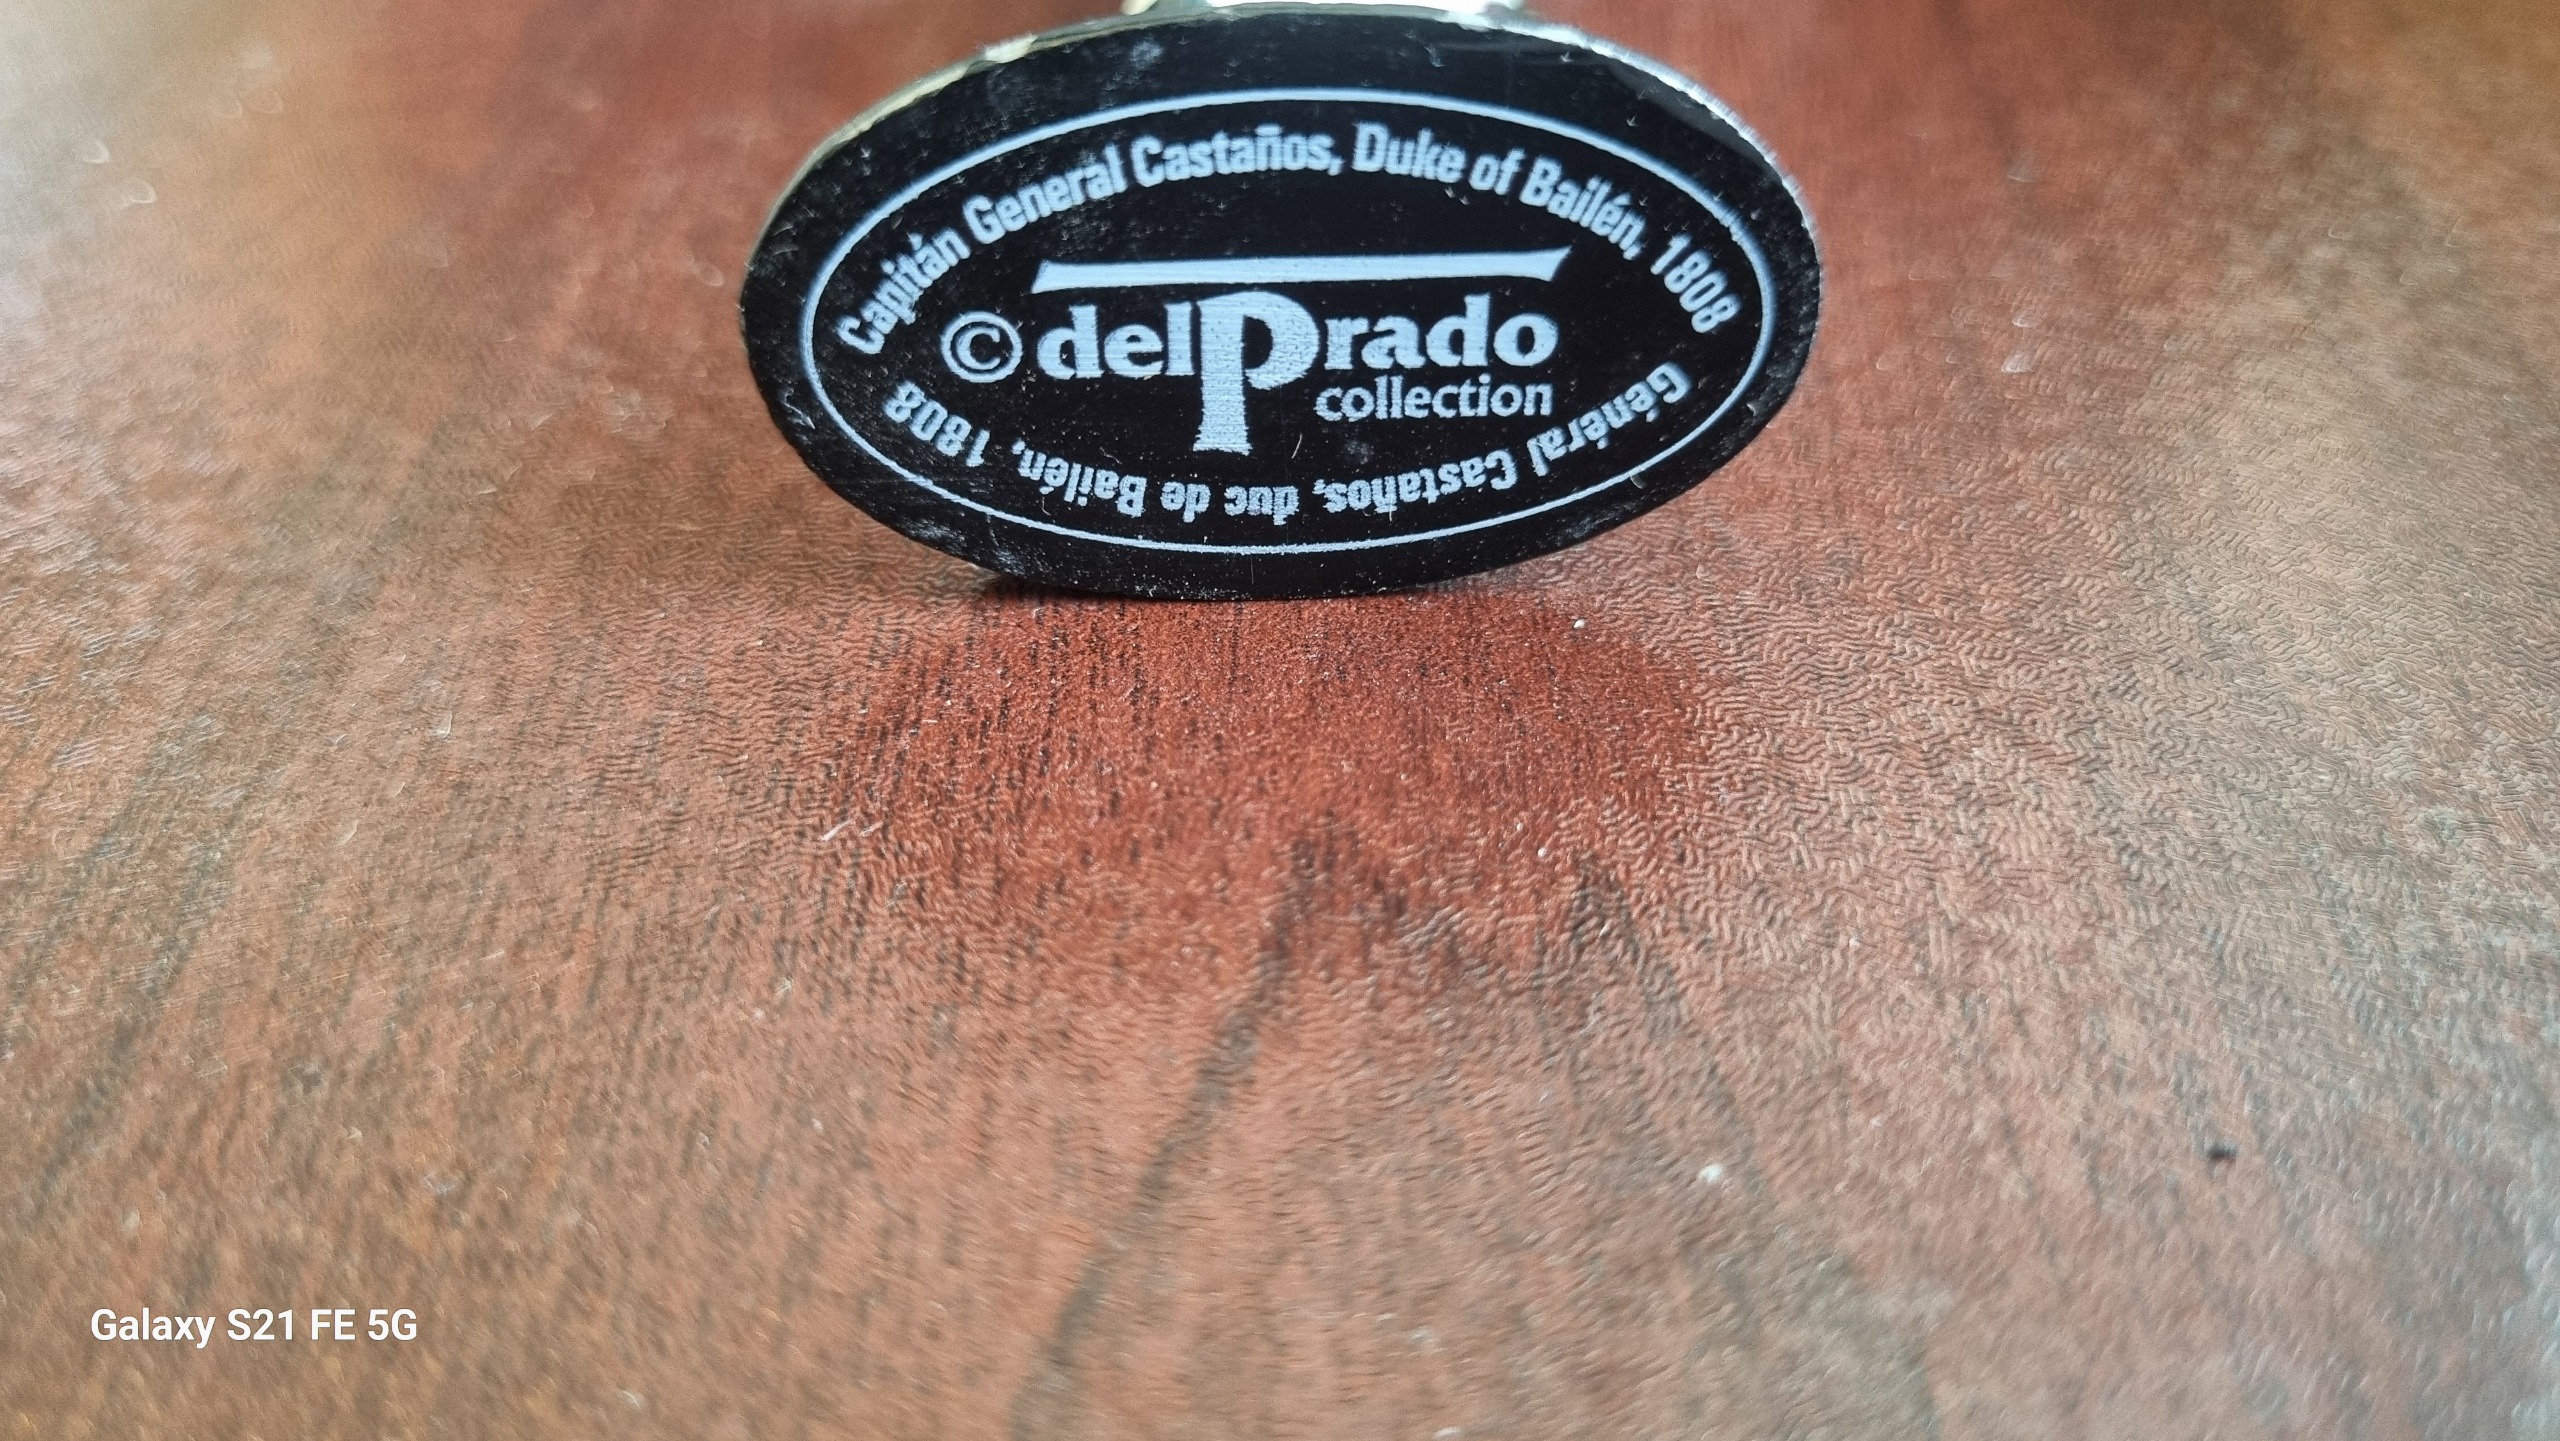 Capitán General Castaños, Duke of Bailén, 1808
© delPrado
collection
Général Castaños, duc de Bailén, 1808
Galaxy S21 FE 5G